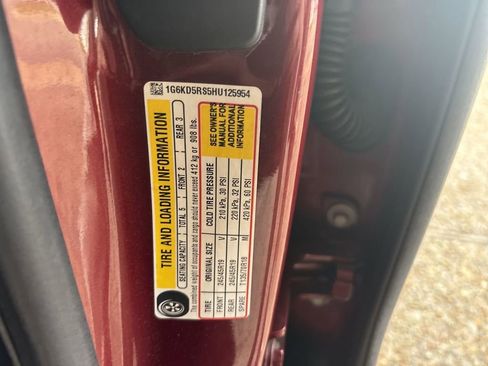 1G6KD5RS5HU125954
TIRE AND LOADING INFORMATION
SEATING CAPACITY TOTAL 5 FRONT 2 REAR 3
The combined weight of occupants and cargo should never exceed 412 kg or 908 lbs.
TIRE ORIGINAL SIZE COLD TIRE PRESSURE
FRONT 245/45R19 V 210 kPa, 30 PSI
REAR 245/45R19 V 220 kPa, 32 PSI
SPARE T135/70R18 M 420 kPa, 60 PSI
SEE OWNER'S
MANUAL FOR
ADDITIONAL
INFORMATION